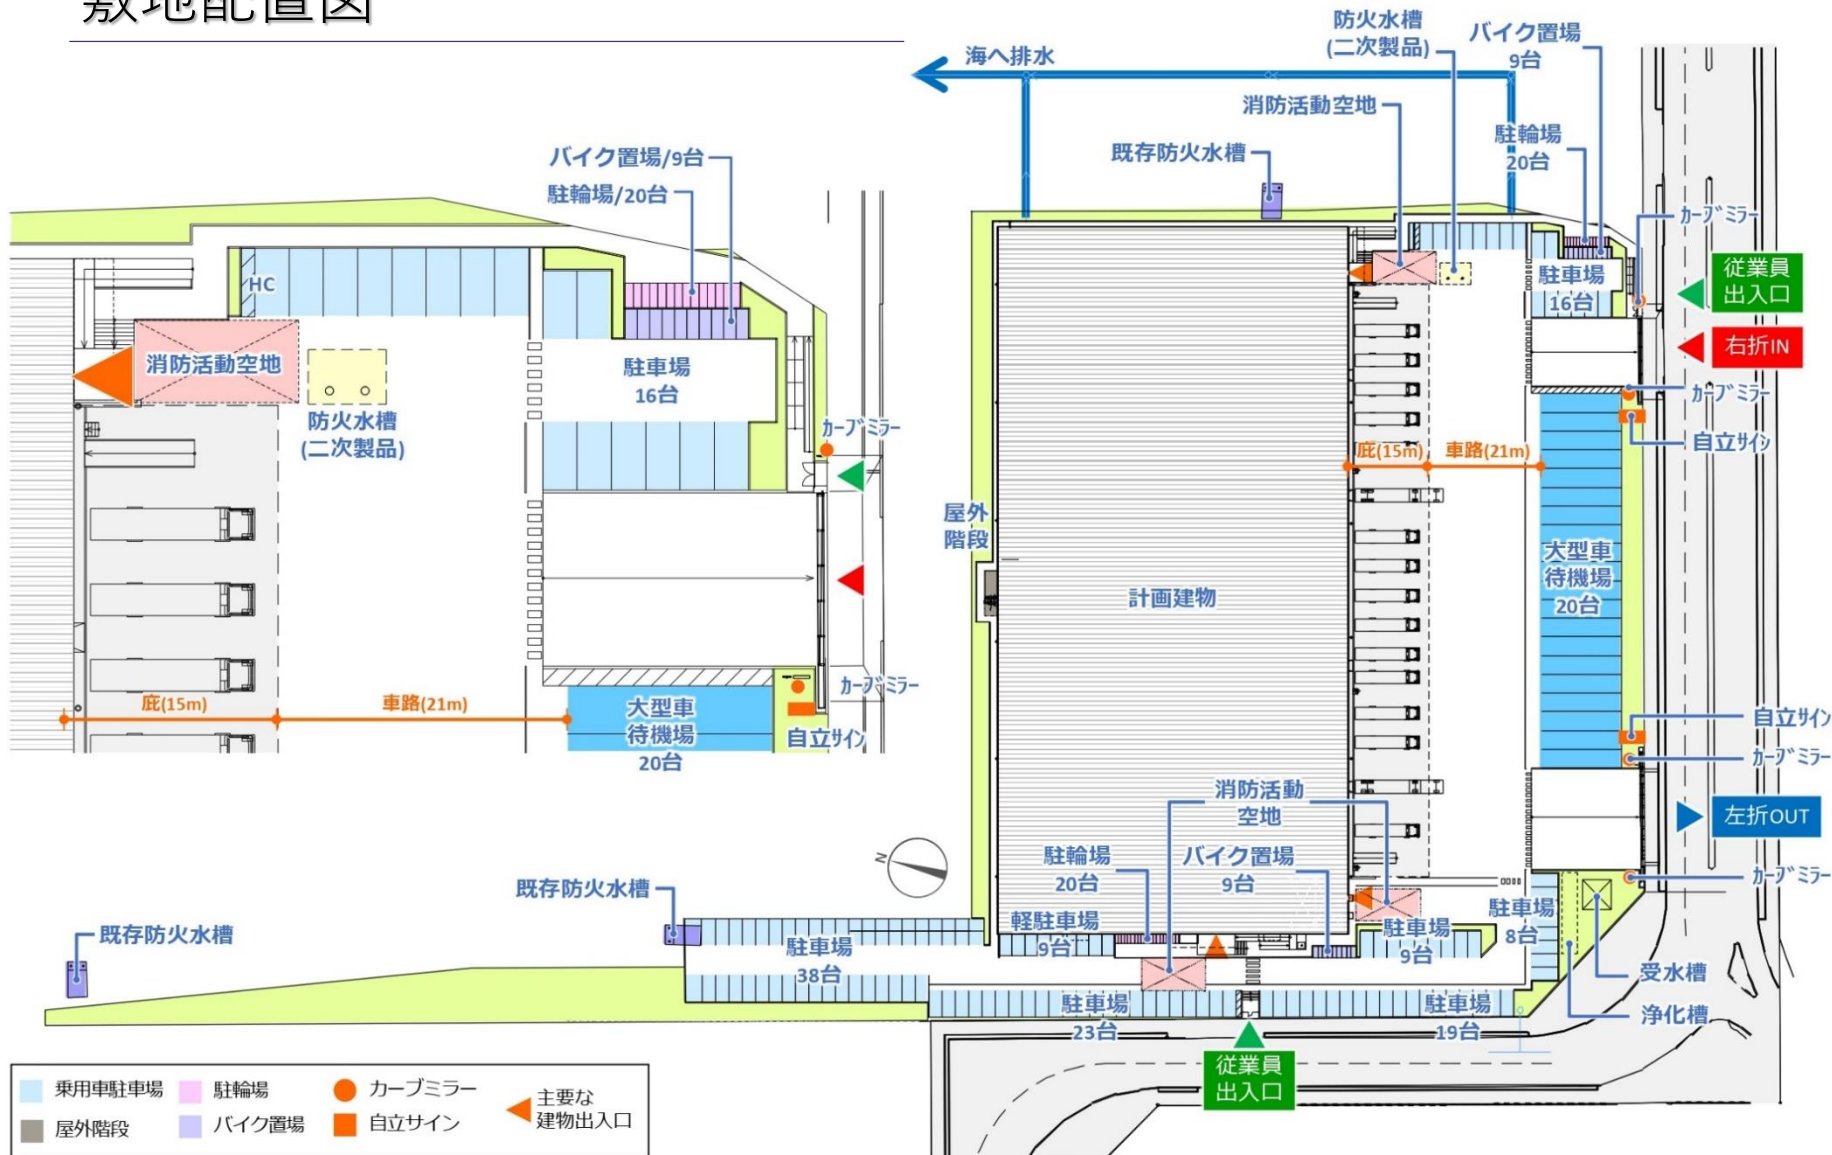 敷地配置図
海へ排水
防火水槽
(二次製品)
バイク置場
9台
消防活動空地
既存防火水槽
駐輪場
20台
カーブミラー
従業員
出入口
駐車場
16台
右折IN
カーブミラー
自立サイン
庇(15m)
車路(21m)
屋外
階段
計画建物
大型車
待機場
20台
自立サイン
カーブミラー
左折OUT
カーブミラー
消防活動
空地
駐輪場
20台
バイク置場
9台
軽駐車場
9台
駐車場
9台
駐車場
8台
受水槽
浄化槽
駐車場
38台
駐車場
23台
駐車場
19台
従業員
出入口
既存防火水槽
既存防火水槽
N
バイク置場/9台
駐輪場/20台
HC
消防活動空地
防火水槽
(二次製品)
駐車場
16台
カーブミラー
庇(15m)
車路(21m)
大型車
待機場
20台
カーブミラー
自立サイン
乗用車駐車場
駐輪場
カーブミラー
主要な
建物出入口
屋外階段
バイク置場
自立サイン